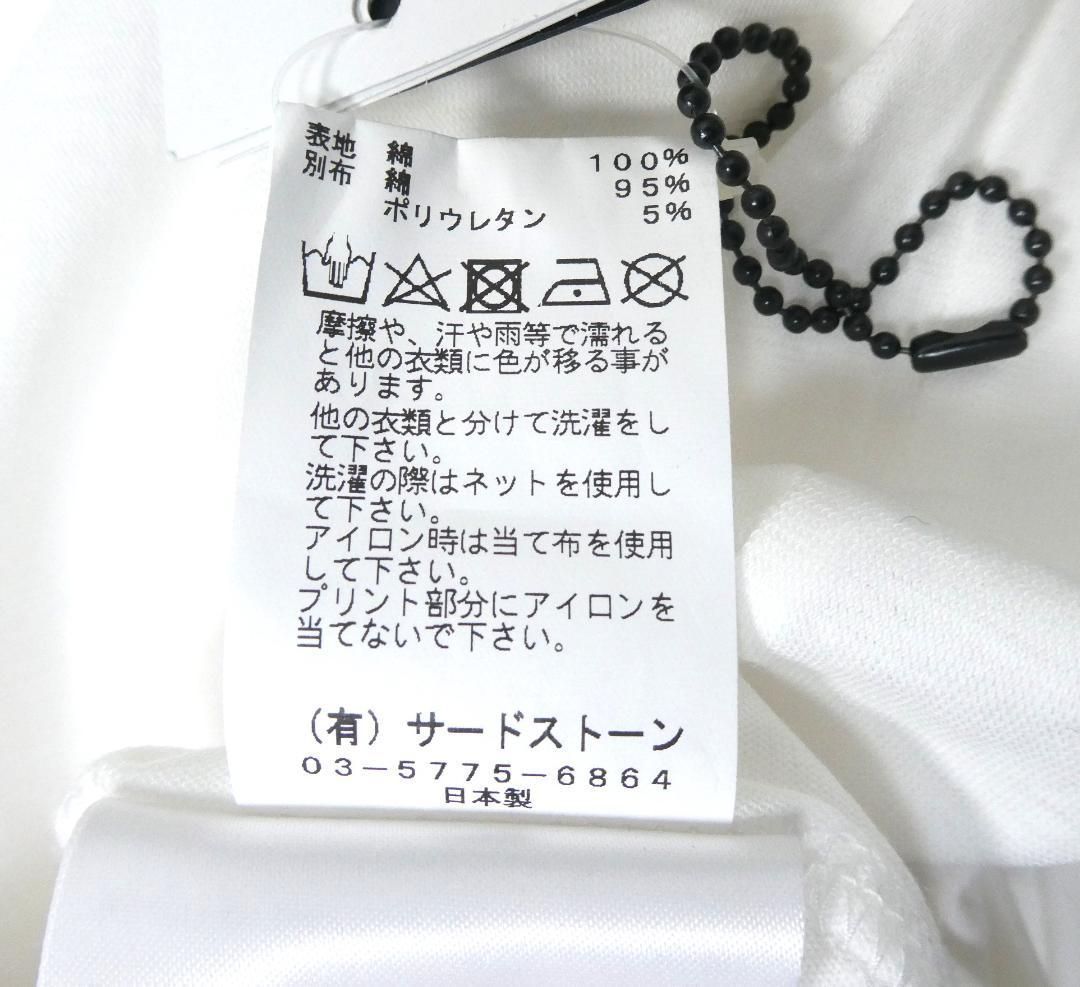 表地 綿 100%
別布 綿 95%
ポリウレタン 5%
摩擦や、汗や雨等で濡れる
と他の衣類に色が移る事が
あります。
他の衣類と分けて洗濯をし
て下さい。
洗濯の際はネットを使用し
て下さい。
アイロン時は当て布を使用
して下さい。
プリント部分にアイロンを
当てないで下さい。
(有)サードストーン
03-5775-6864
日本製